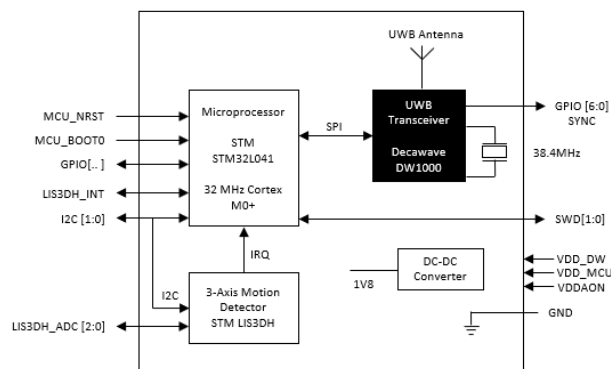 UWB Antenna
MCU_NRST
MCU_BOOT0
GPIO[.. ]
LIS3DH_INT
I2C [1:0]
LIS3DH_ADC [2:0]
Microprocessor
STM
STM32L041
32 MHz Cortex
M0+
SPI
UWB
Transceiver
Decawave
DW1000
GPIO [6:0]
SYNC
38.4MHz
SWD[1:0]
IRQ
I2C
3-Axis Motion
Detector
STM LIS3DH
1V8
DC-DC
Converter
VDD_DW
VDD_MCU
VDDAON
GND